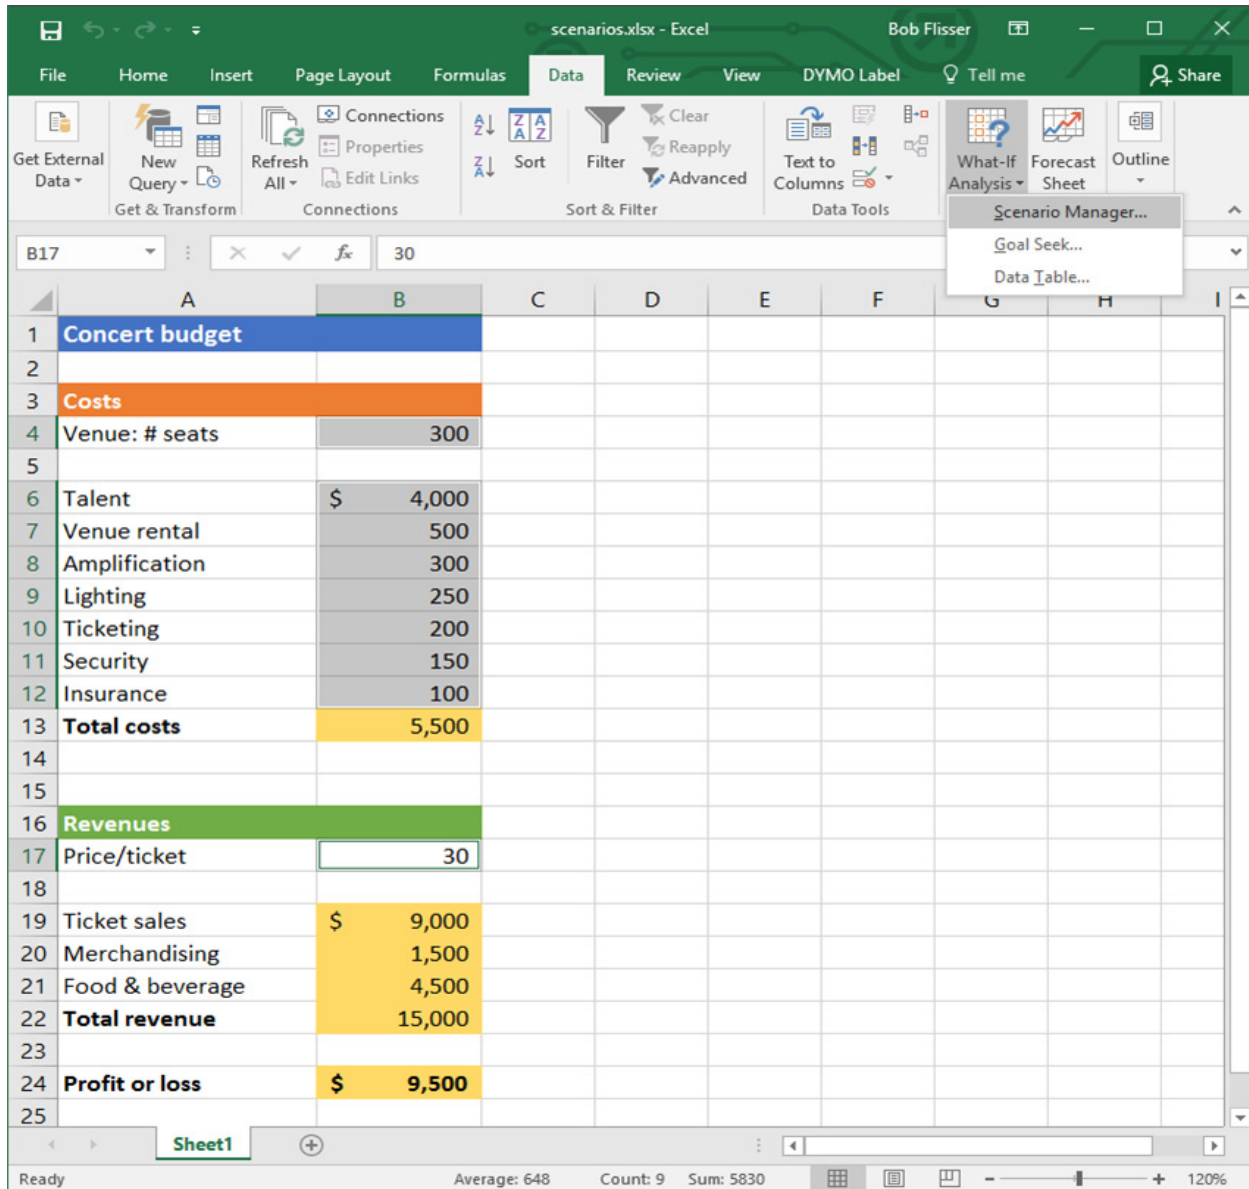 scenarios.xlsx - Excel Bob Flisser
File Home Insert Page Layout Formulas Data Review View DYMO Label Tell me Share
Get External Data
New Query
Get & Transform
Refresh All
Connections
Properties
Edit Links
Connections
Sort
Filter
Clear
Reapply
Advanced
Sort & Filter
Text to Columns
Data Tools
What-If Analysis
Forecast Sheet
Outline
Scenario Manager...
Goal Seek...
Data Table...
B17 fx 30
A B C D E F G H I
1 Concert budget
2
3 Costs
4 Venue: # seats 300
5
6 Talent $ 4,000
7 Venue rental 500
8 Amplification 300
9 Lighting 250
10 Ticketing 200
11 Security 150
12 Insurance 100
13 Total costs 5,500
14
15
16 Revenues
17 Price/ticket 30
18
19 Ticket sales $ 9,000
20 Merchandising 1,500
21 Food & beverage 4,500
22 Total revenue 15,000
23
24 Profit or loss $ 9,500
25
Sheet1
Ready Average: 648 Count: 9 Sum: 5830 120%